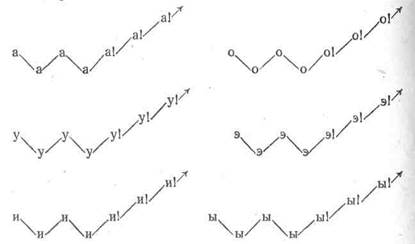 а а а а а! а! а!
о о о о о! о! о!
у у у у у! у! у!
э э э э э! э! э!
и и и и и! и! и!
ы ы ы ы ы! ы! ы!